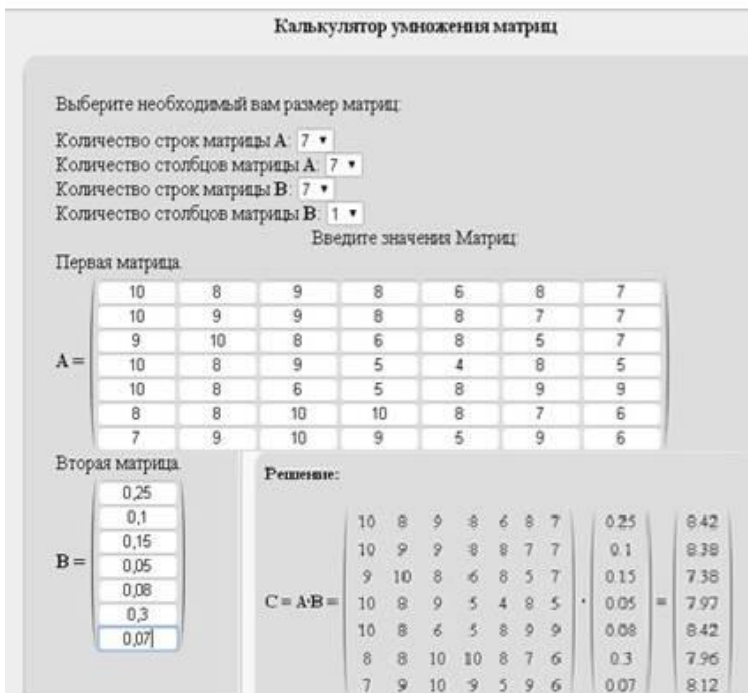 Калькулятор умножения матриц
Выберите необходимый вам размер матриц:
Количество строк матрицы A: 7
Количество столбцов матрицы A: 7
Количество строк матрицы B: 7
Количество столбцов матрицы B: 1
Введите значения Матриц:
Первая матрица
A =
10 8 9 8 6 8 7
10 9 9 8 8 7 7
9 10 8 6 8 5 7
10 8 9 5 4 8 5
10 8 6 5 8 9 9
8 8 10 10 8 7 6
7 9 10 9 5 9 6
Вторая матрица
B =
0,25
0,1
0,15
0,05
0,08
0,3
0,07
Решение:
C = A·B =
10 8 9 8 6 8 7 0.25 8.42
10 9 9 8 8 7 7 0.1 8.38
9 10 8 6 8 5 7 0.15 7.38
10 8 9 5 4 8 5 · 0.05 = 7.97
10 8 6 5 8 9 9 0.08 8.42
8 8 10 10 8 7 6 0.3 7.96
7 9 10 9 5 9 6 0.07 8.12